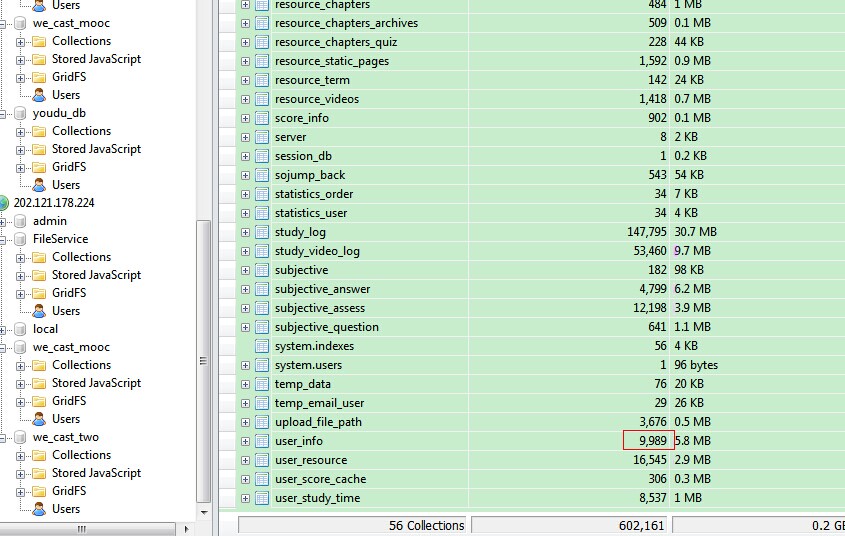 Users
we_cast_mooc
Collections
Stored JavaScript
GridFS
Users
youdu_db
Collections
Stored JavaScript
GridFS
Users
202.121.178.224
admin
FileService
Collections
Stored JavaScript
GridFS
Users
local
we_cast_mooc
Collections
Stored JavaScript
GridFS
Users
we_cast_two
Collections
Stored JavaScript
GridFS
Users
resource_chapters 484 1 MB
resource_chapters_archives 509 0.1 MB
resource_chapters_quiz 228 44 KB
resource_static_pages 1,592 0.9 MB
resource_term 142 24 KB
resource_videos 1,418 0.7 MB
score_info 902 0.1 MB
server 8 2 KB
session_db 1 0.2 KB
sojump_back 543 54 KB
statistics_order 34 7 KB
statistics_user 34 4 KB
study_log 147,795 30.7 MB
study_video_log 53,460 9.7 MB
subjective 182 98 KB
subjective_answer 4,799 6.2 MB
subjective_assess 12,198 3.9 MB
subjective_question 641 1.1 MB
system.indexes 56 4 KB
system.users 1 96 bytes
temp_data 76 20 KB
temp_email_user 29 26 KB
upload_file_path 3,676 0.5 MB
user_info 9,989 5.8 MB
user_resource 16,545 2.9 MB
user_score_cache 306 0.3 MB
user_study_time 8,537 1 MB
56 Collections 602,161 0.2 GB